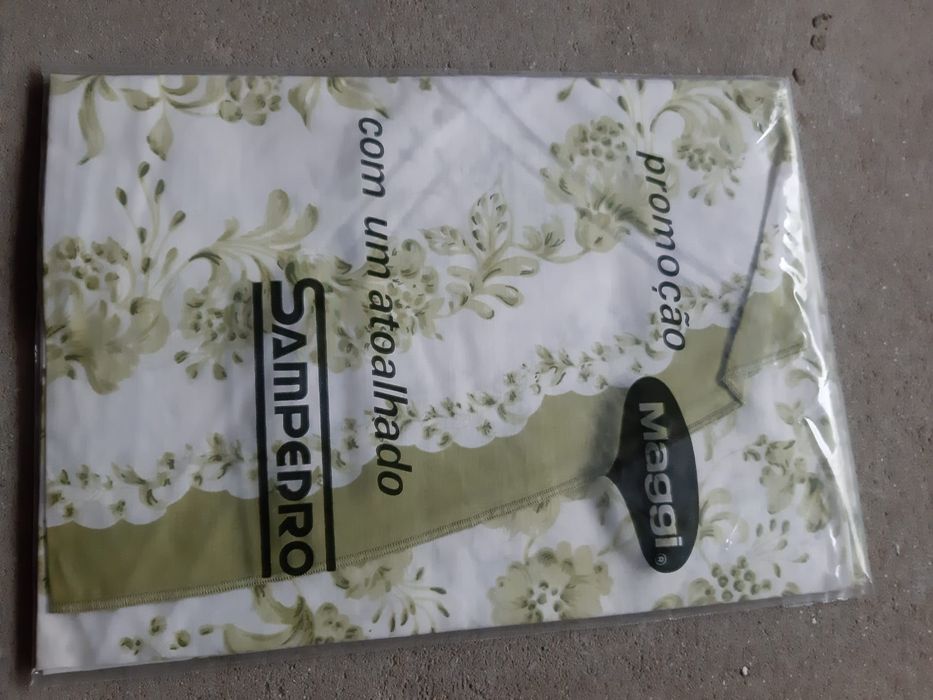 promoção
Maggi®
com um atoalhado
SAMPEDRO